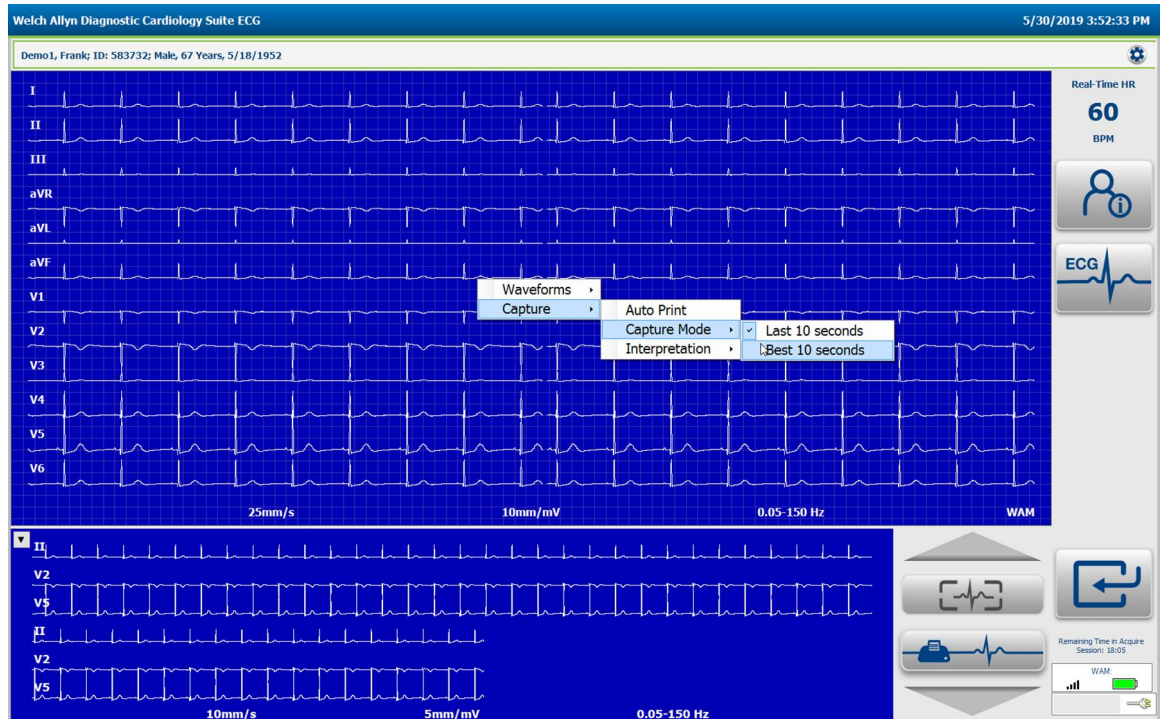 Welch Allyn Diagnostic Cardiology Suite ECG 5/30/2019 3:52:33 PM
Demo1, Frank; ID: 583732; Male, 67 Years, 5/18/1952
Real-Time HR
60
BPM
I
II
III
aVR
aVL
aVF
V1
V2
V3
V4
V5
V6
Waveforms
Capture
Auto Print
Capture Mode
Interpretation
Last 10 seconds
Best 10 seconds
ECG
25mm/s 10mm/mV 0.05-150 Hz WAM
II
V2
V5
II
V2
V5
10mm/s 5mm/mV 0.05-150 Hz
Remaining Time in Acquire
Session: 18:05
WAM: